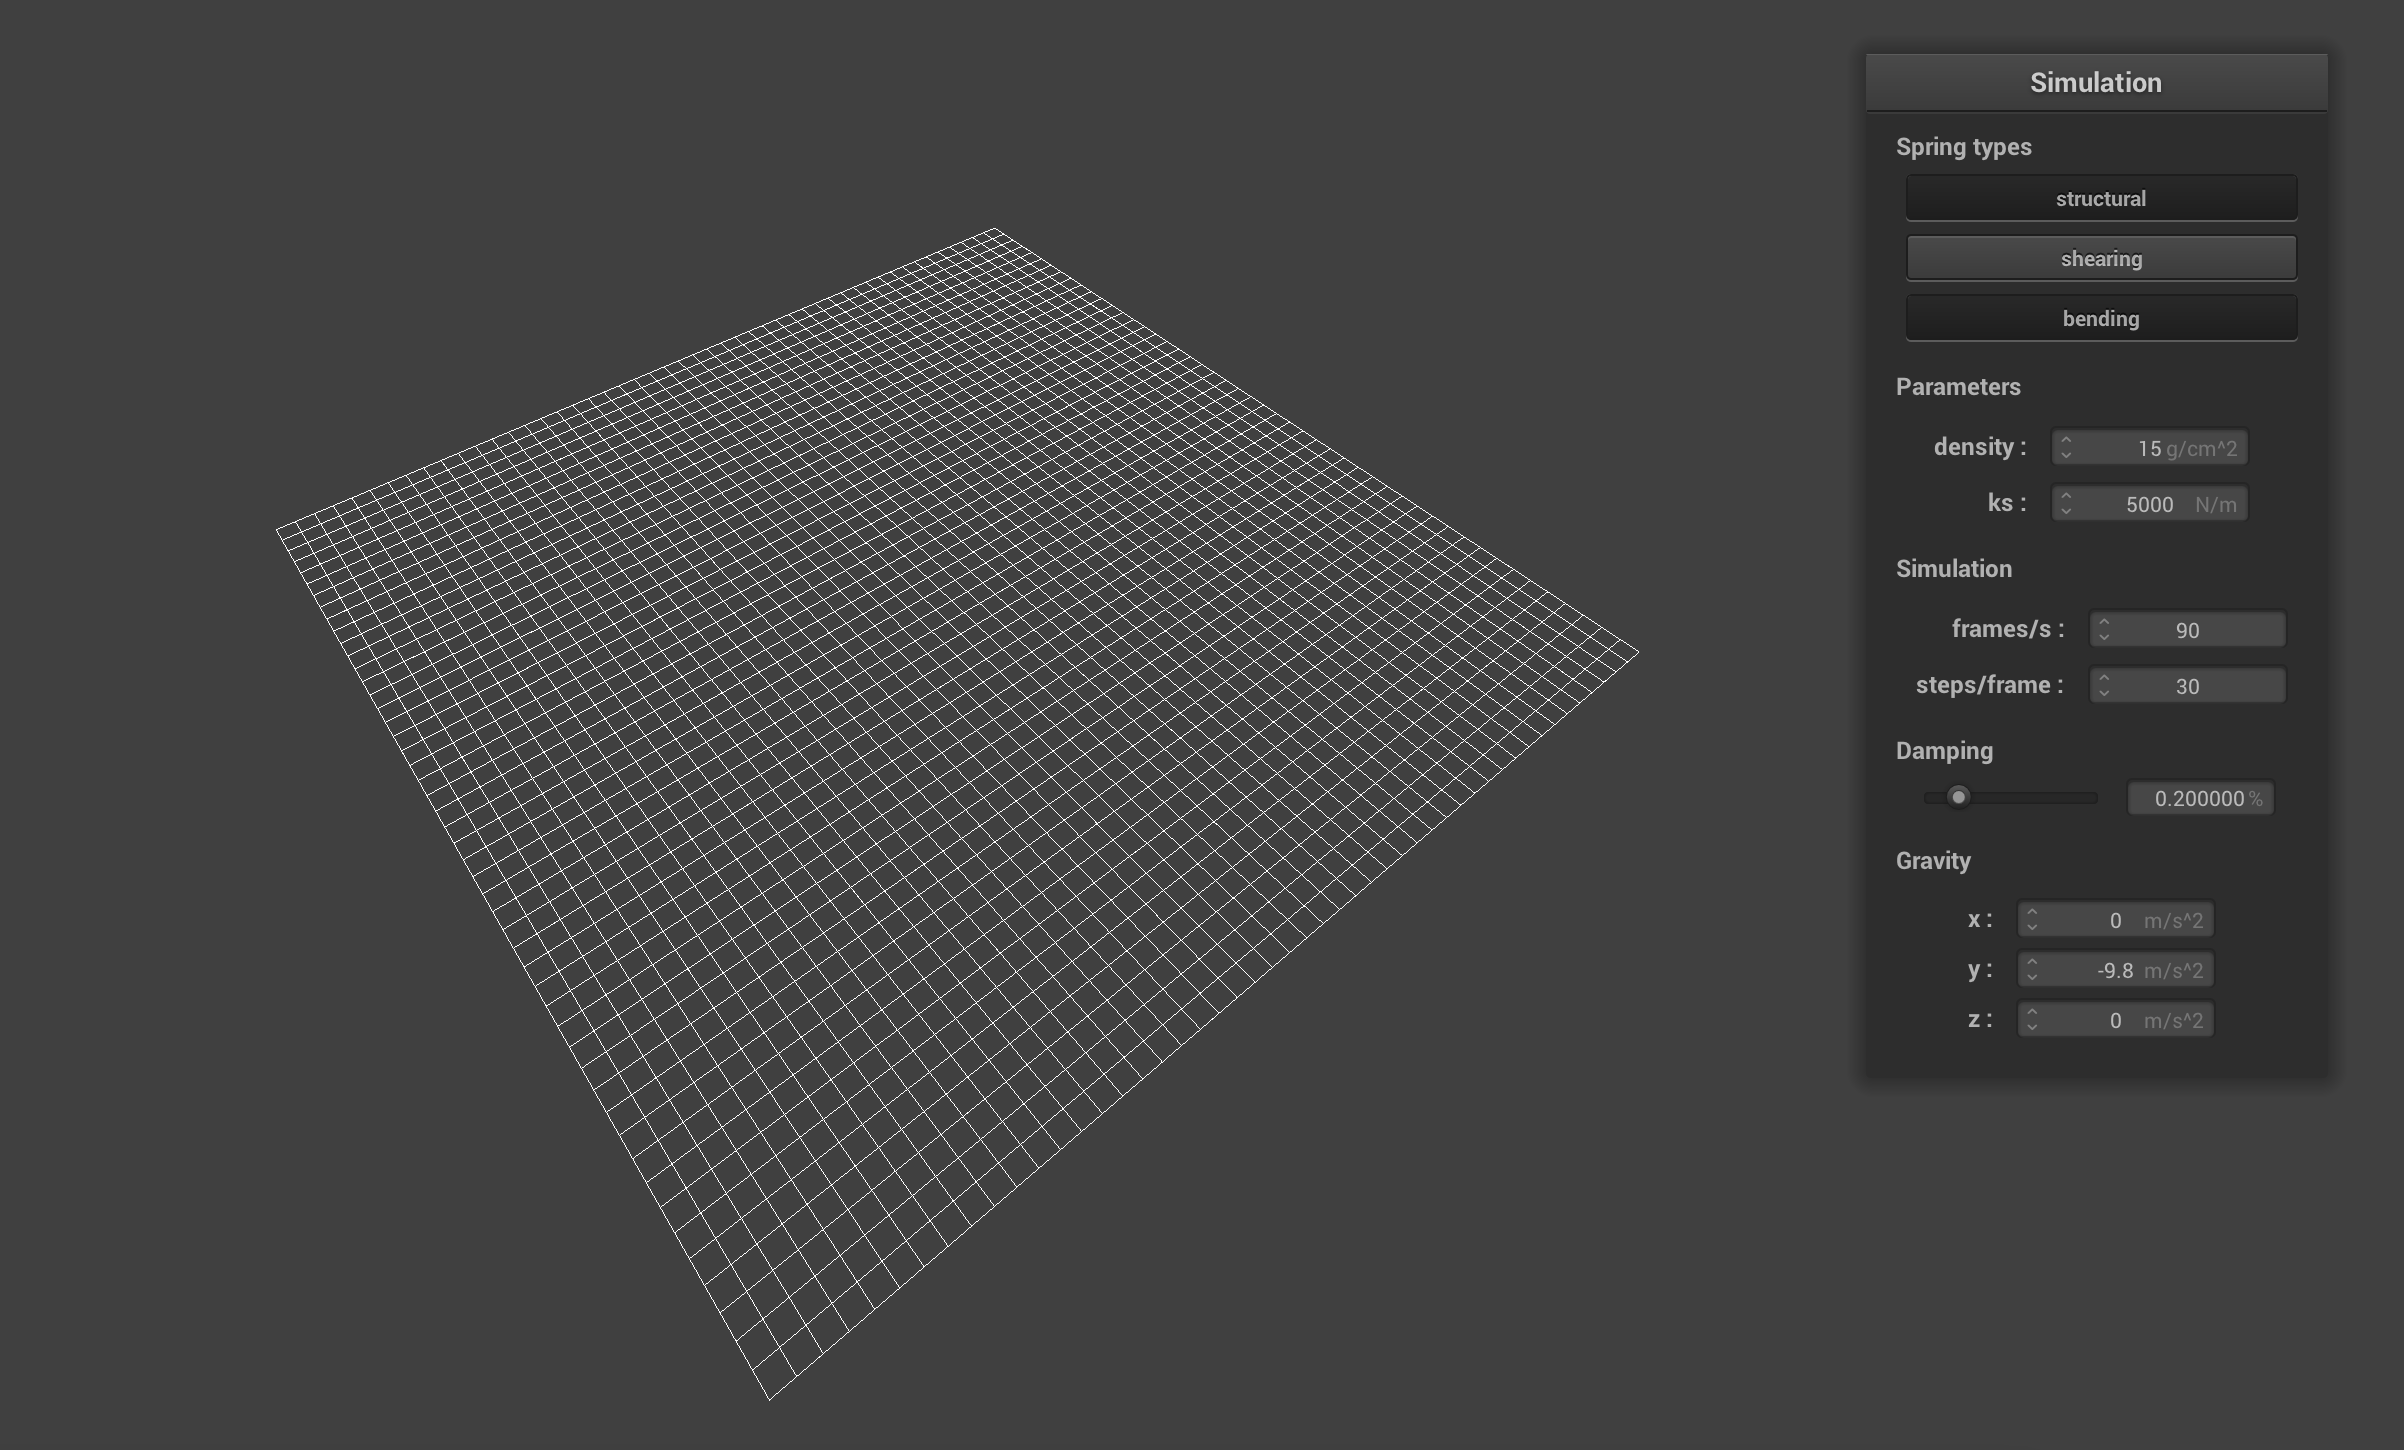 Simulation
Spring types
structural
shearing
bending
Parameters
density : 15 g/cm^2
ks : 5000 N/m
Simulation
frames/s : 90
steps/frame : 30
Damping
0.200000 %
Gravity
x : 0 m/s^2
y : -9.8 m/s^2
z : 0 m/s^2